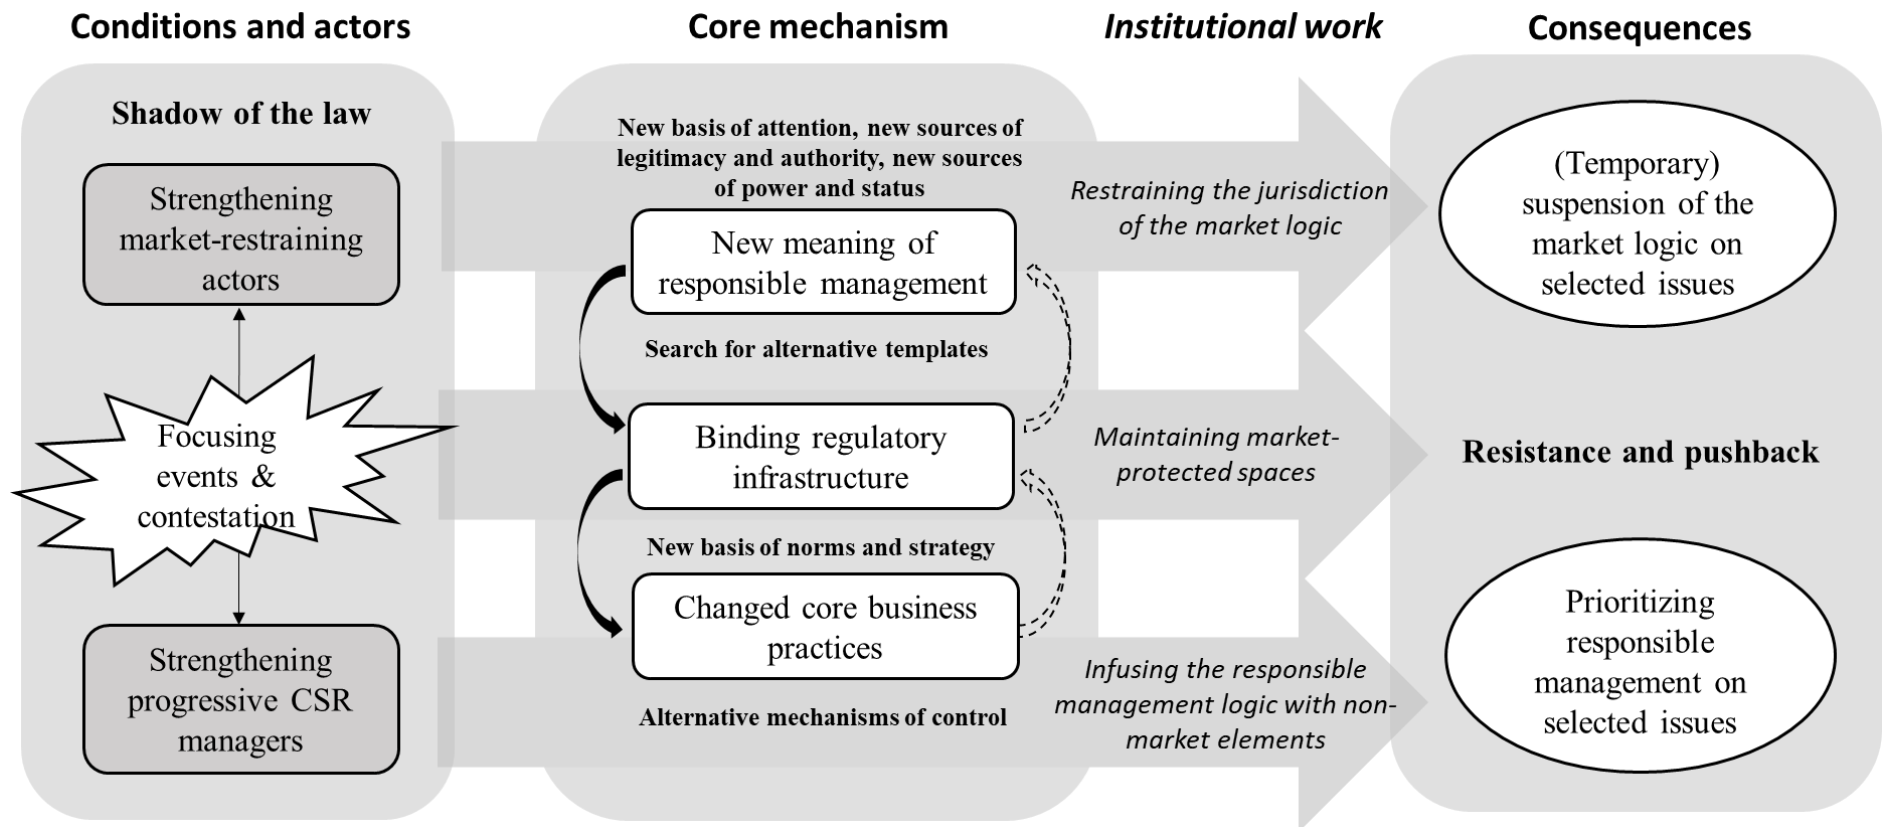 Conditions and actors
Core mechanism
Institutional work
Consequences
Shadow of the law
Strengthening
market-restraining
actors
Focusing
events &
contestation
Strengthening
progressive CSR
managers
New basis of attention, new sources of
legitimacy and authority, new sources
of power and status
New meaning of
responsible management
Search for alternative templates
Binding regulatory
infrastructure
New basis of norms and strategy
Changed core business
practices
Alternative mechanisms of control
Restraining the jurisdiction
of the market logic
Maintaining market-
protected spaces
Infusing the responsible
management logic with non-
market elements
(Temporary)
suspension of the
market logic on
selected issues
Resistance and pushback
Prioritizing
responsible
management on
selected issues